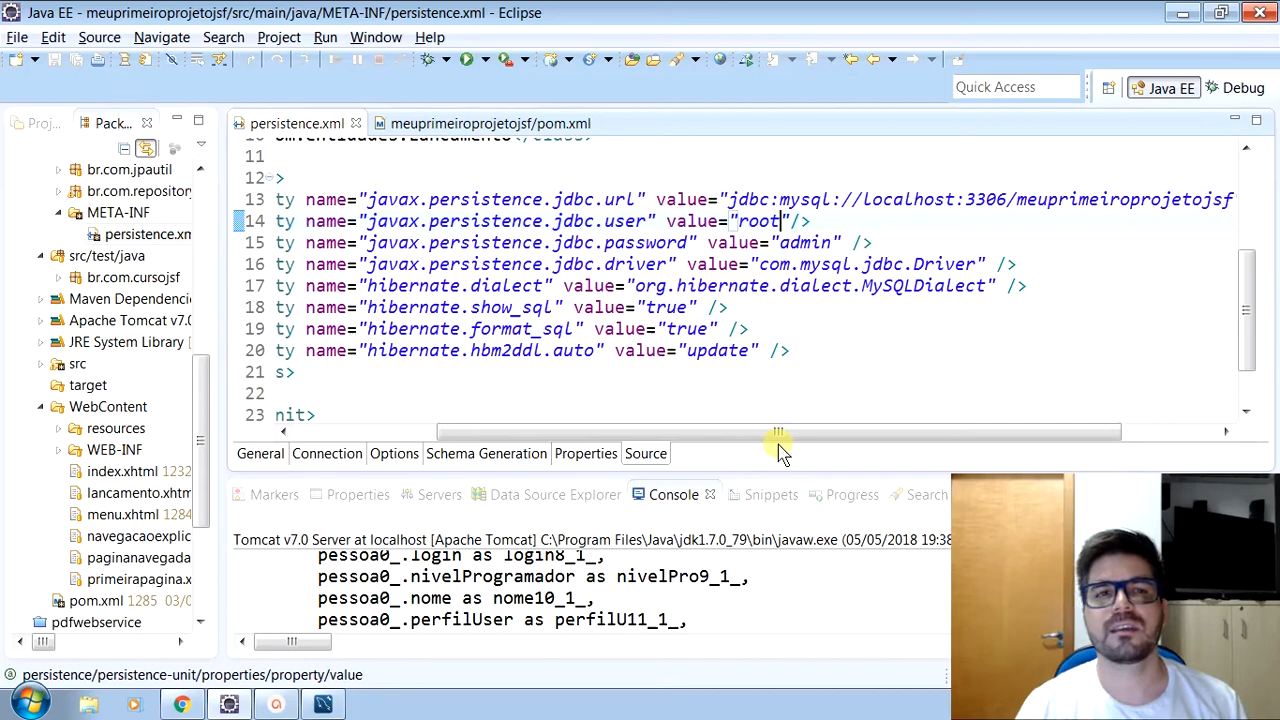 Java EE - meuprimeiroprojetojsf/src/main/java/META-INF/persistence.xml - Eclipse
File Edit Source Navigate Search Project Run Window Help
Quick Access
Java EE
Debug
Proj...
Pack...
br.com.jpautil
br.com.repository
META-INF
persistence.xm
src/test/java
br.com.cursojsf
Maven Dependencie
Apache Tomcat v7.0
JRE System Library [
src
target
WebContent
resources
WEB-INF
index.xhtml 1232
lancamento.xhtm
menu.xhtml 1284
navegacaoexplic
paginanavegada
primeirapagina.x
pom.xml 1285 03/0
pdfwebservice
persistence.xml
meuprimeiroprojetojsf/pom.xml
10 om.entidades.Lancamento</class>
11
12 >
13 ty name="javax.persistence.jdbc.url" value="jdbc:mysql://localhost:3306/meuprimeiroprojetojsf
14 ty name="javax.persistence.jdbc.user" value="root"/>
15 ty name="javax.persistence.jdbc.password" value="admin" />
16 ty name="javax.persistence.jdbc.driver" value="com.mysql.jdbc.Driver" />
17 ty name="hibernate.dialect" value="org.hibernate.dialect.MySQLDialect" />
18 ty name="hibernate.show_sql" value="true" />
19 ty name="hibernate.format_sql" value="true" />
20 ty name="hibernate.hbm2ddl.auto" value="update" />
21 s>
22
23 nit>
General Connection Options Schema Generation Properties Source
Markers Properties Servers Data Source Explorer Console Snippets Progress Search
Tomcat v7.0 Server at localhost [Apache Tomcat] C:\Program Files\Java\jdk1.7.0_79\bin\javaw.exe (05/05/2018 19:38
pessoa0_.login as login8_1_,
pessoa0_.nivelProgramador as nivelPro9_1_,
pessoa0_.nome as nome10_1_,
pessoa0_.perfilUser as perfilU11_1_,
persistence/persistence-unit/properties/property/value